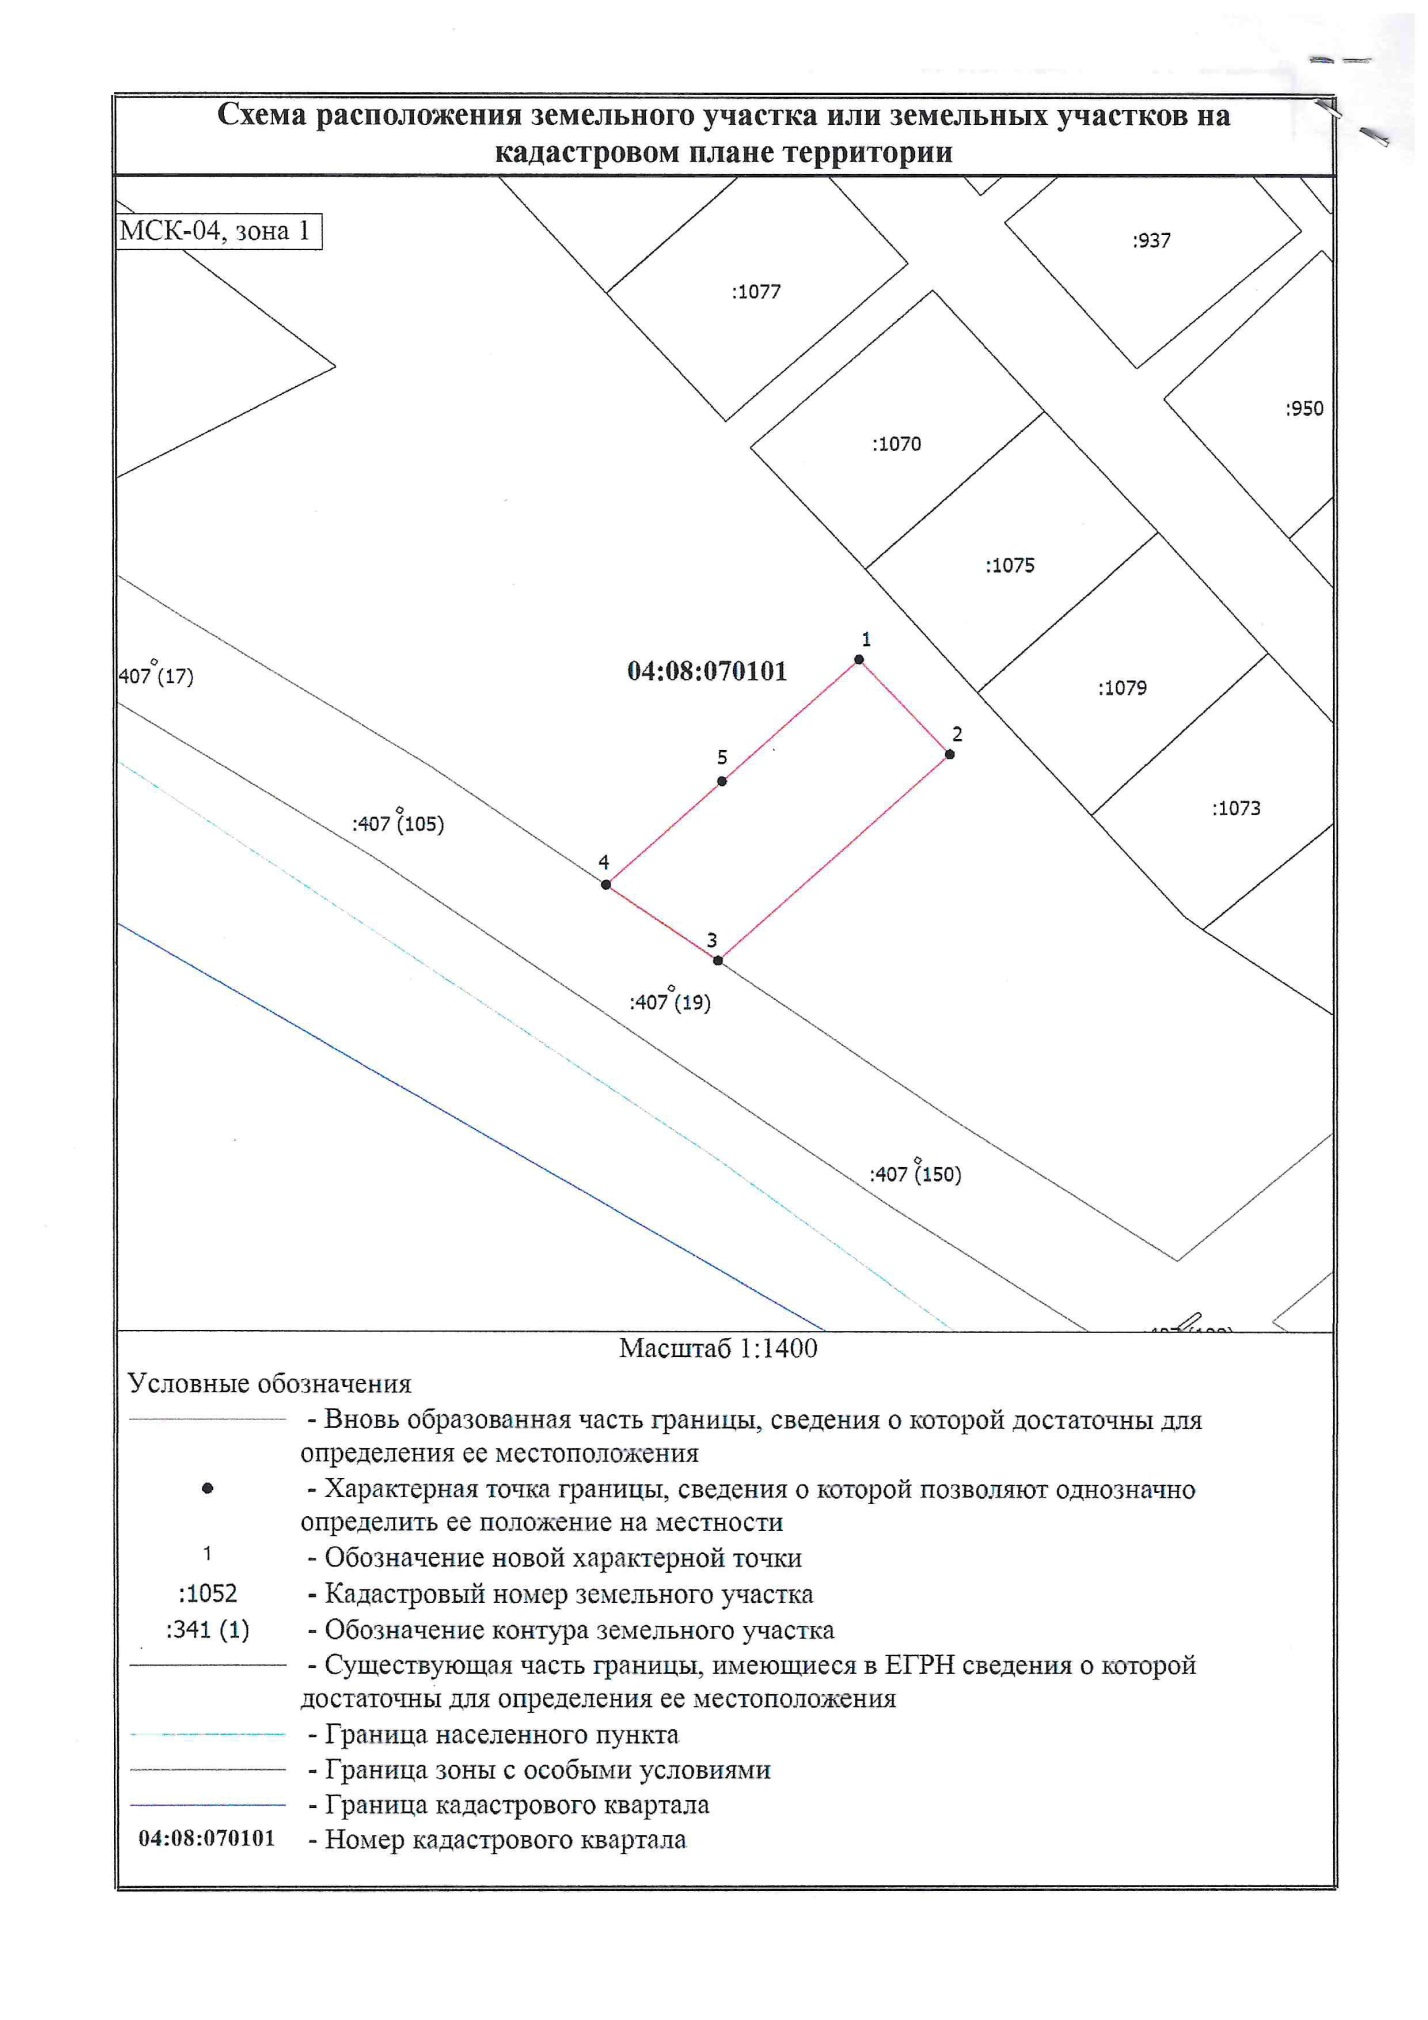 Схема расположения земельного участка или земельных участков на
кадастровом плане территории
МСК-04, зона 1
:937
:1077
:950
:1070
:1075
1
04:08:070101
407 (17)
:1079
2
5
:1073
:407 (105)
4
3
:407 (19)
:407 (150)
Масштаб 1:1400
Условные обозначения
- Вновь образованная часть границы, сведения о которой достаточны для
определения ее местоположения
- Характерная точка границы, сведения о которой позволяют однозначно
определить ее положение на местности
1 - Обозначение новой характерной точки
:1052 - Кадастровый номер земельного участка
:341 (1) - Обозначение контура земельного участка
- Существующая часть границы, имеющиеся в ЕГРН сведения о которой
достаточны для определения ее местоположения
- Граница населенного пункта
- Граница зоны с особыми условиями
- Граница кадастрового квартала
04:08:070101 - Номер кадастрового квартала